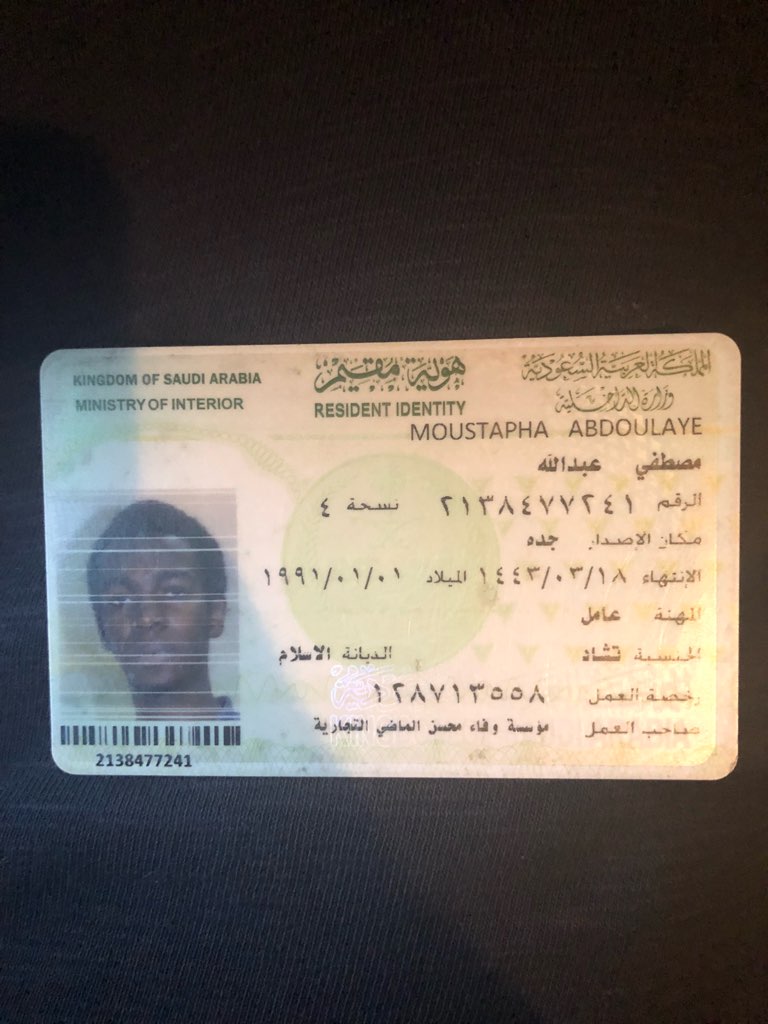 المملكة العربية السعودية
وزارة الداخلية
هوية مقيم
RESIDENT IDENTITY
KINGDOM OF SAUDI ARABIA
MINISTRY OF INTERIOR
MOUSTAPHA ABDOULAYE
مصطفي عبدالله
الرقم ٢١٣٨٤٧٧٢٤١ نسخة ٤
مكان الإصدار جده
الإنتهاء ١٤٤٣/٠٣/١٨ الميلاد ١٩٩١/٠١/٠١
المهنة عامل
الجنسية تشاد الديانة الاسلام
رخصة العمل ١٢٨٧١٣٥٥٨
صاحب العمل مؤسسة وفاء محسن الماضي التجارية
2138477241